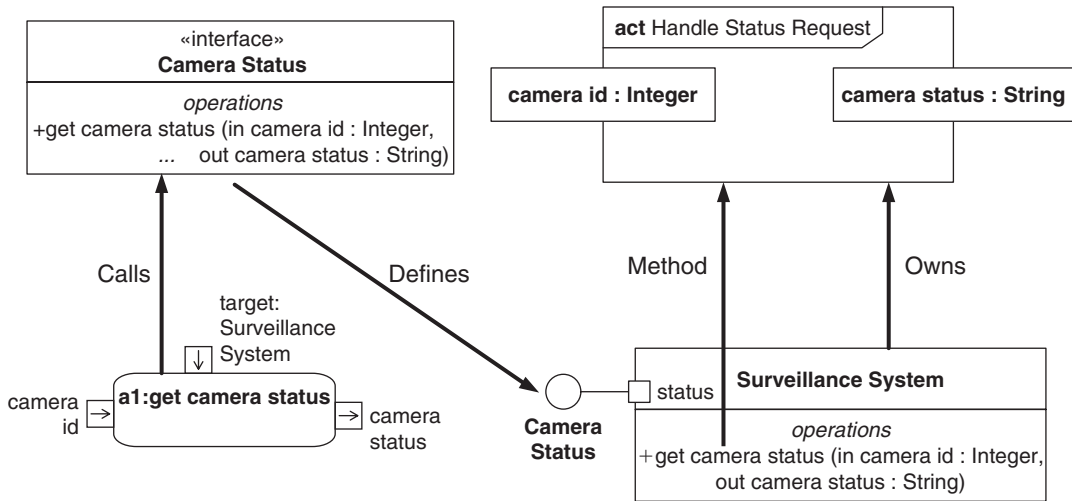 «interface»
Camera Status
operations
+get camera status (in camera id : Integer,
... out camera status : String)
act Handle Status Request
camera id : Integer
camera status : String
Calls
Defines
Method
Owns
target:
Surveillance
System
a1:get camera status
camera
id
camera
status
Camera
Status
status
Surveillance System
operations
+get camera status (in camera id : Integer,
out camera status : String)